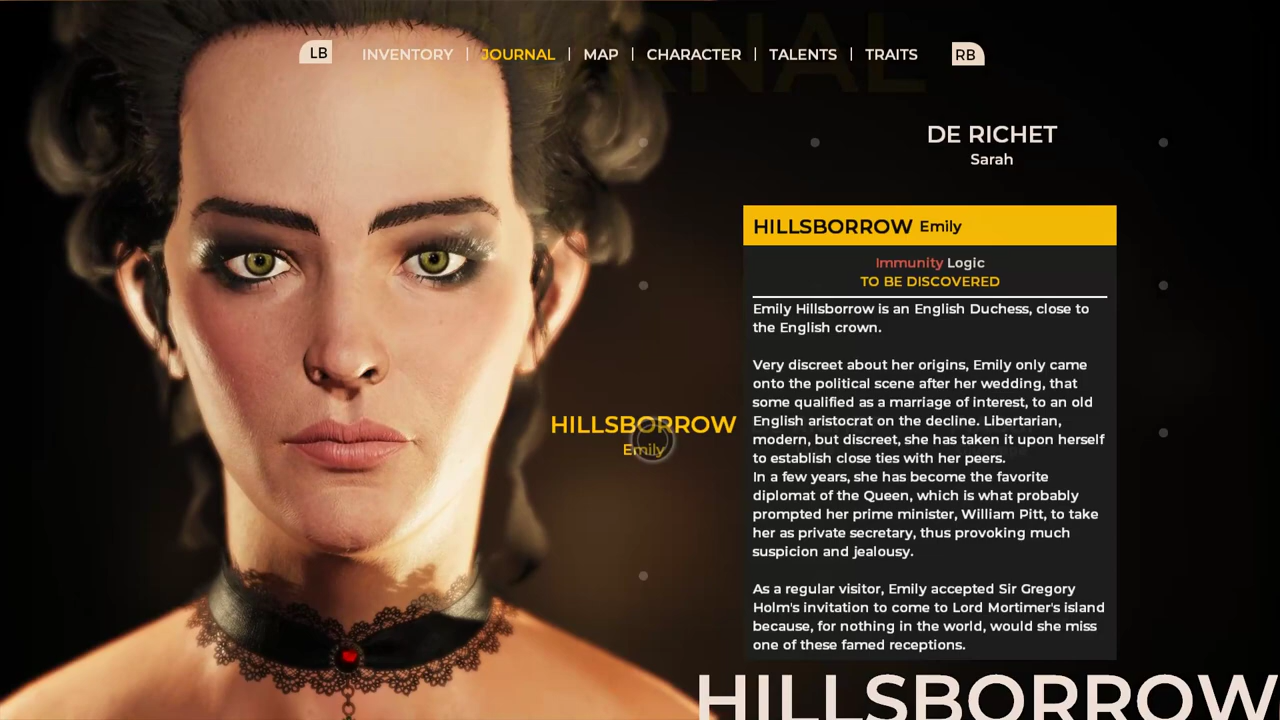 LB INVENTORY | JOURNAL | MAP | CHARACTER | TALENTS | TRAITS RB
DE RICHET
Sarah
HILLSBORROW Emily
Immunity Logic
TO BE DISCOVERED
Emily Hillsborrow is an English Duchess, close to
the English crown.
Very discreet about her origins, Emily only came
onto the political scene after her wedding, that
some qualified as a marriage of interest, to an old
English aristocrat on the decline. Libertarian,
modern, but discreet, she has taken it upon herself
to establish close ties with her peers.
In a few years, she has become the favorite
diplomat of the Queen, which is what probably
prompted her prime minister, William Pitt, to take
her as private secretary, thus provoking much
suspicion and jealousy.
As a regular visitor, Emily accepted Sir Gregory
Holm's invitation to come to Lord Mortimer's island
because, for nothing in the world, would she miss
one of these famed receptions.
HILLSBORROW
Emily
HILLSBORROW